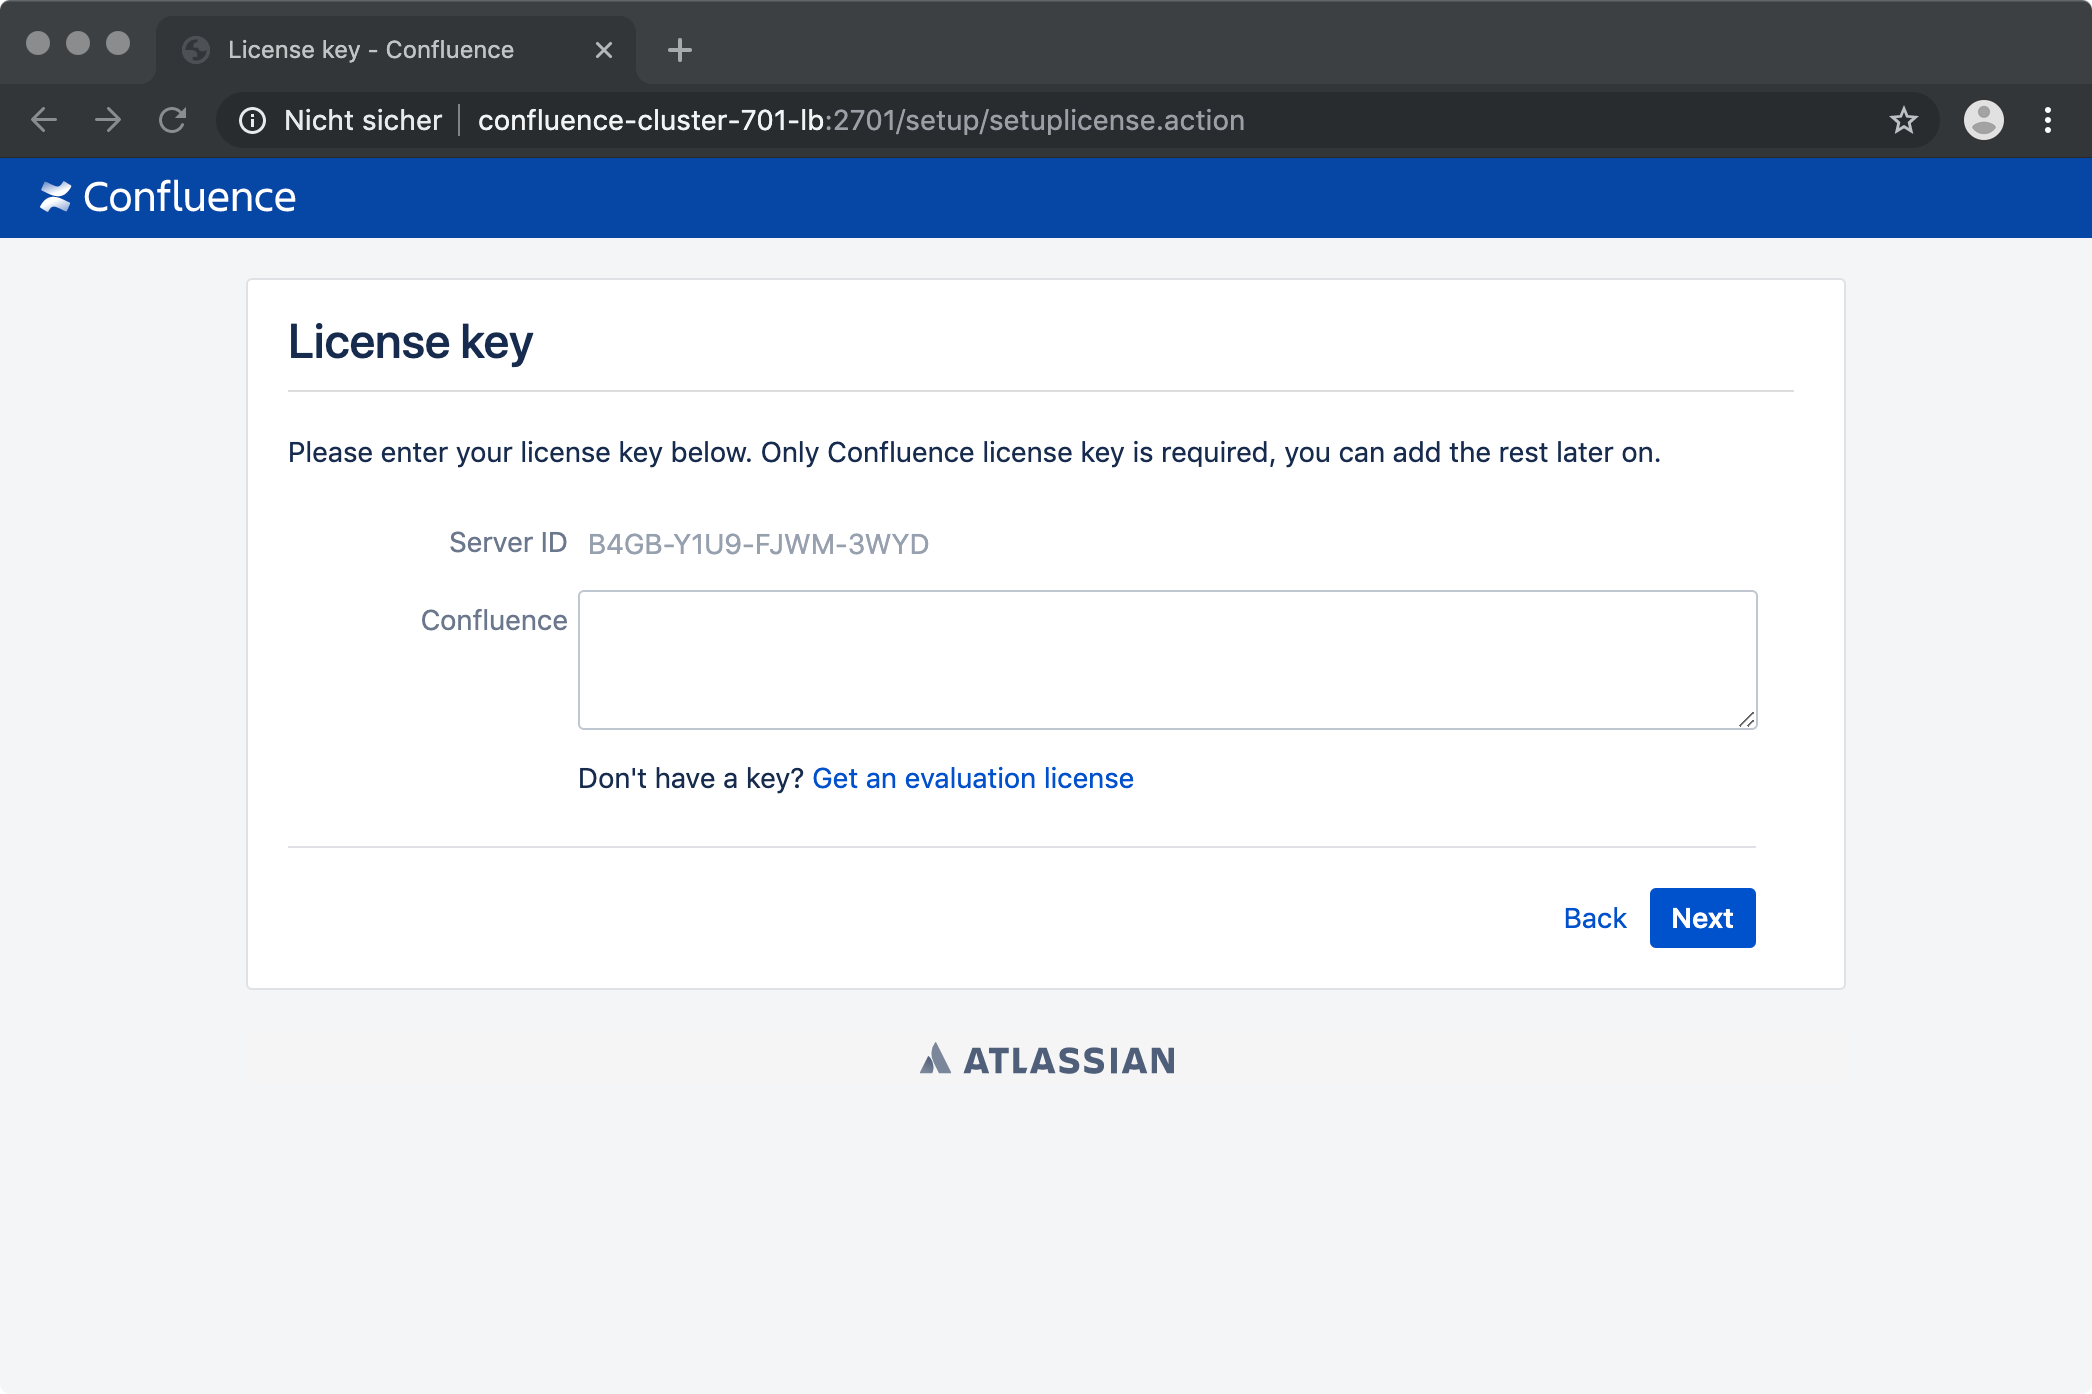 License key - Confluence
Nicht sicher confluence-cluster-701-lb:2701/setup/setuplicense.action
Confluence
License key
Please enter your license key below. Only Confluence license key is required, you can add the rest later on.
Server ID B4GB-Y1U9-FJWM-3WYD
Confluence
Don't have a key? Get an evaluation license
Back Next
ATLASSIAN